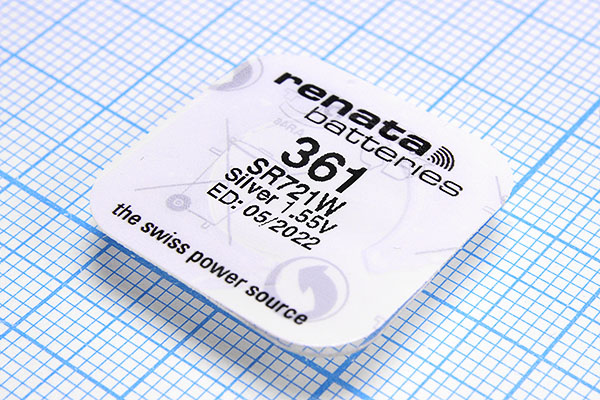 renata
batteries
361
SR721W
Silver 1.55V
ED: 05/2022
the swiss power source